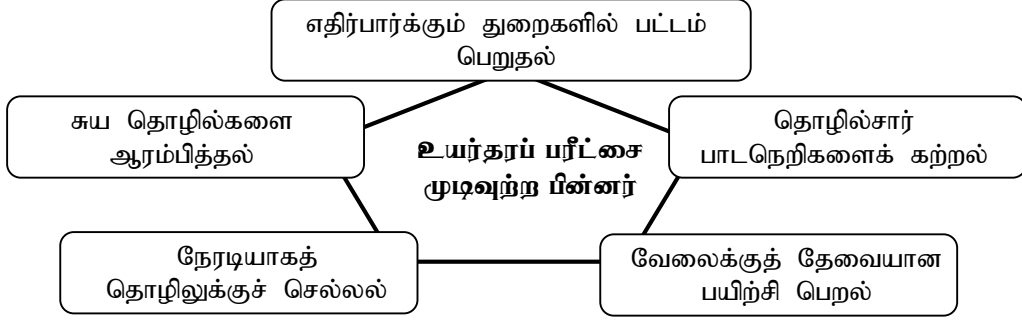 எதிர்பார்க்கும் துறைகளில் பட்டம்
பெறுதல்
சுய தொழில்களை
ஆரம்பித்தல்
தொழில்சார்
பாடநெறிகளைக் கற்றல்
உயர்தரப் பரீட்சை
முடிவுற்ற பின்னர்
நேரடியாகத்
தொழிலுக்குச் செல்லல்
வேலைக்குத் தேவையான
பயிற்சி பெறல்